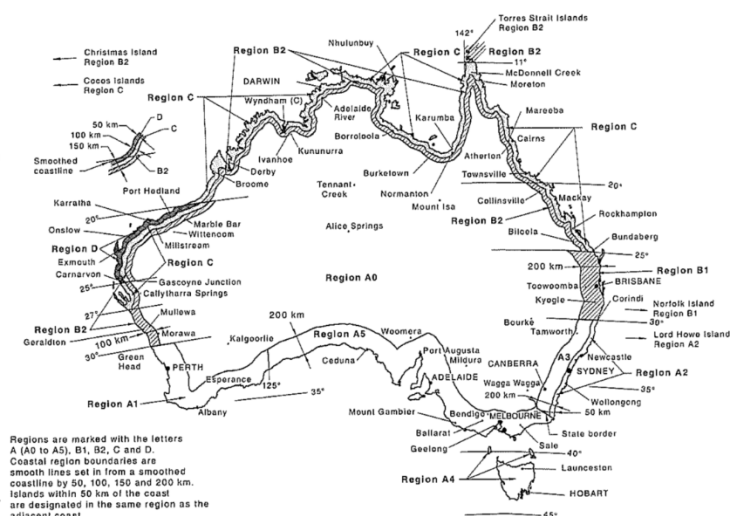 Torres Strait Islands
Region B2
Christmas Island
Region B2
Nhulunbuy
142°
Region B2
Region C
Region B2
11°
Cocos Islands
Region C
DARWIN
McDonnell Creek
Moreton
Region C
Wyndham (C)
Adelaide
River
Karumba
Mareeba
50 km
D
100 km
C
150 km
Cairns
Region C
Borroloola
Smoothed
coastline
B2
Ivanhoe
Kununurra
Atherton
Derby
Burketown
Townsville
Port Hedland
Broome
Tennant
Creek
Normanton
20°
Karratha
Mount Isa
Collinsville
Mackay
20°
Marble Bar
Region B2
Rockhampton
Onslow
Wittenoom
Alice Springs
Biloela
Region D
Millstream
Bundaberg
Exmouth
Region C
25°
Carnarvon
Region A0
200 km
Region B1
25°
Gascoyne Junction
Toowoomba
BRISBANE
Callytharra Springs
Kyogle
Corindi
Norfolk Island
Region B1
27°
Mullewa
Bourke
30°
Region B2
200 km
Tamworth
Lord Howe Island
Region A2
Geraldton
100 km
Morawa
Kalgoorlie
Region A5
Woomera
30°
Green
Head
Port Augusta
A3
Newcastle
Ceduna
Mildura
PERTH
CANBERRA
SYDNEY
Region A2
Esperance
125°
ADELAIDE
Wagga Wagga
35°
35°
200 km
Wollongong
Region A1
Albany
Mount Gambier
Bendigo
MELBOURNE
50 km
Ballarat
State border
Geelong
Sale
40°
Regions are marked with the letters
A (A0 to A5), B1, B2, C and D.
Coastal region boundaries are
smooth lines set in from a smoothed
coastline by 50, 100, 150 and 200 km.
Islands within 50 km of the coast
are designated in the same region as the
adjacent coast
Launceston
Region A4
HOBART
45°